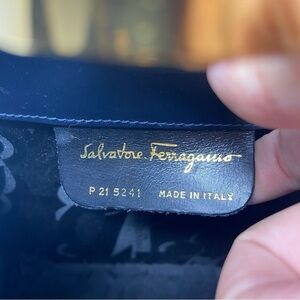 Salvatore Ferragamo
P 21 5241 MADE IN ITALY